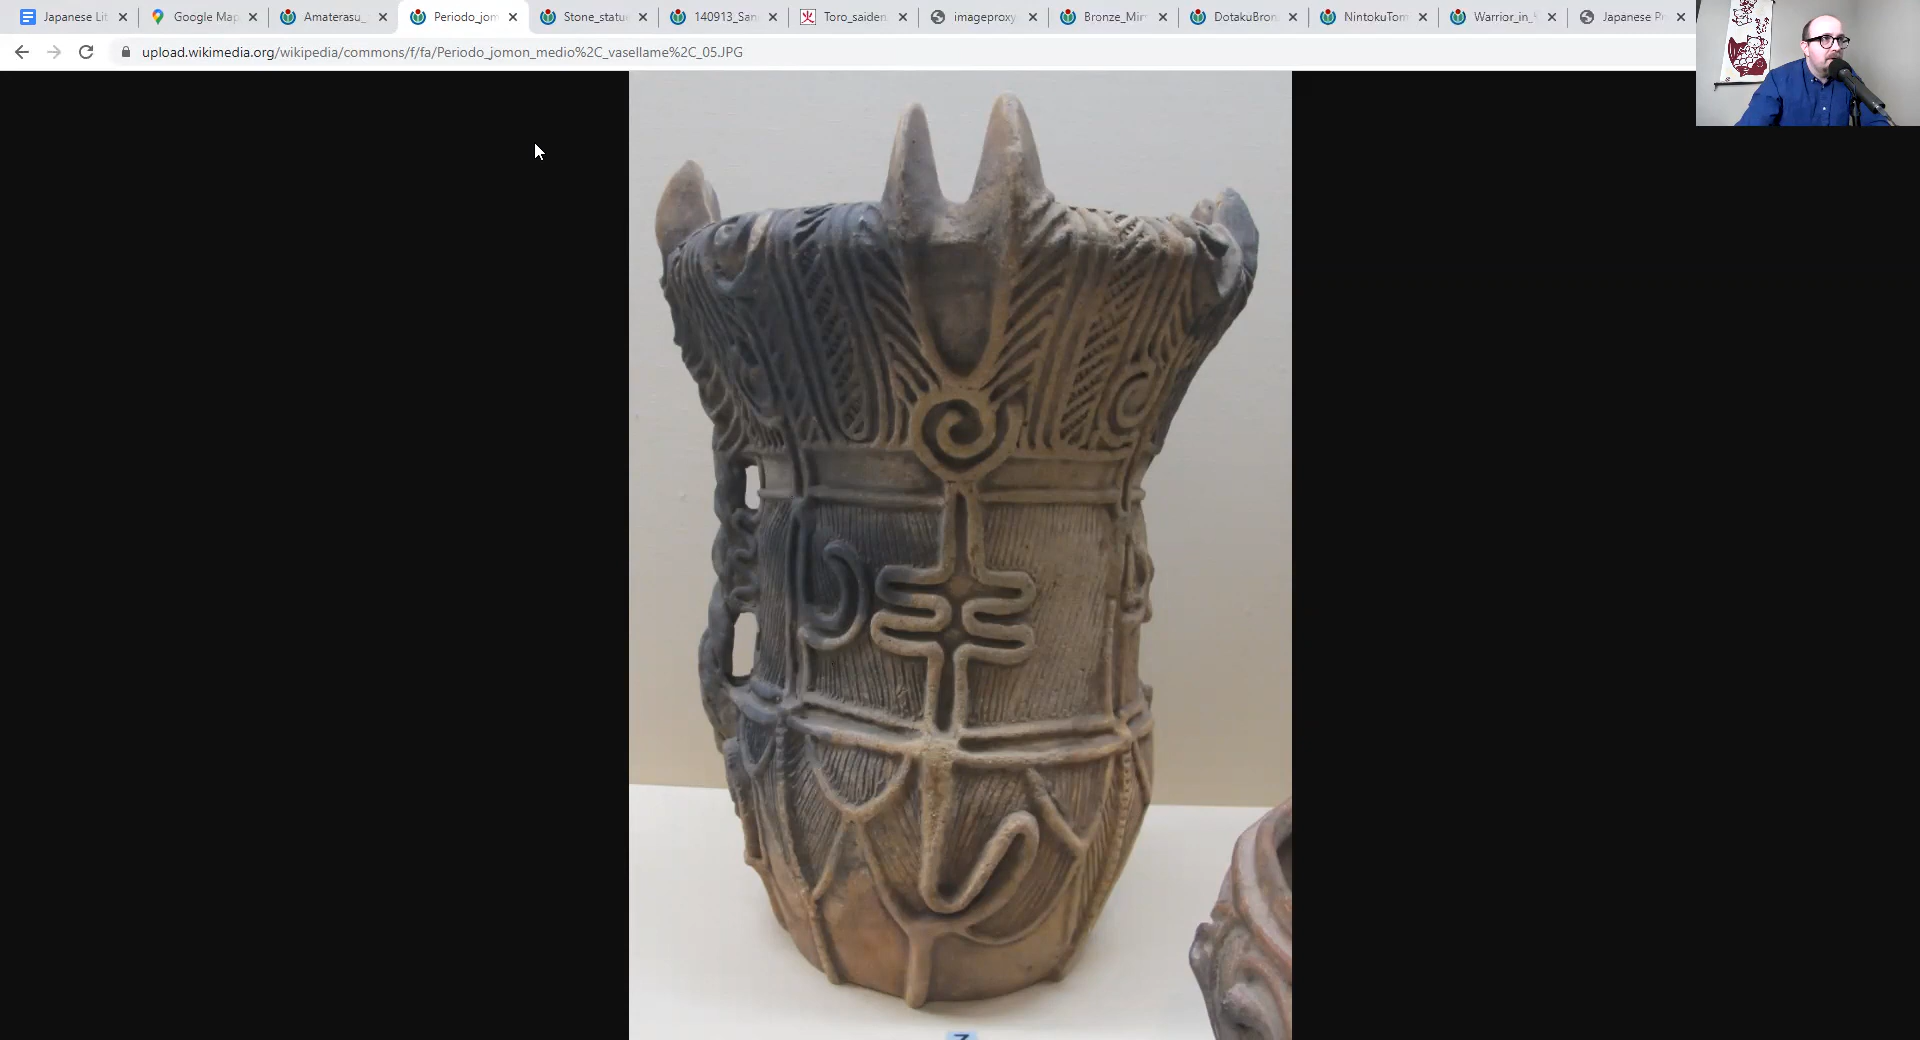 Japanese Lit
Google Map
Amaterasu_
Periodo_jom
Stone_statu
140913_San
Toro_saiden
imageproxy
Bronze_Mirr
DotakuBron
NintokuTom
Warrior_in_
Japanese P
upload.wikimedia.org/wikipedia/commons/f/fa/Periodo_jomon_medio%2C_vasellame%2C_05.JPG